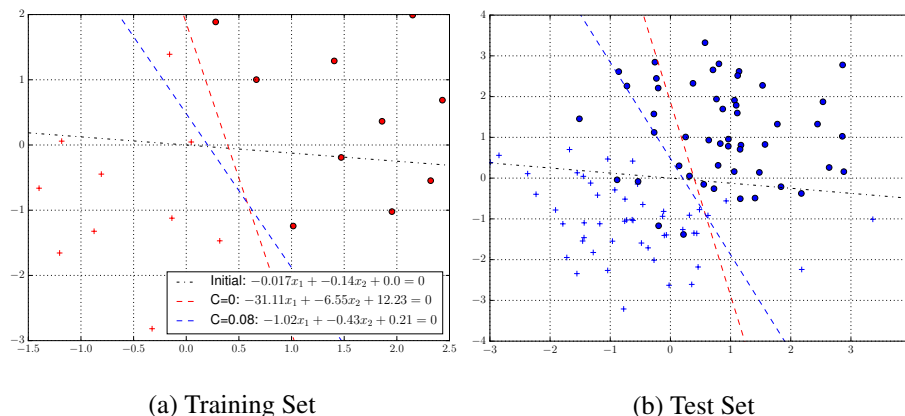 2
1
0
−1
−2
−3
−1.5 −1.0 −0.5 0.0 0.5 1.0 1.5 2.0 2.5
Initial: −0.017x₁ + −0.14x₂ + 0.0 = 0
C=0: −31.11x₁ + −6.55x₂ + 12.23 = 0
C=0.08: −1.02x₁ + −0.43x₂ + 0.21 = 0
(a) Training Set
4
3
2
1
0
−1
−2
−3
−4
−3 −2 −1 0 1 2 3
(b) Test Set